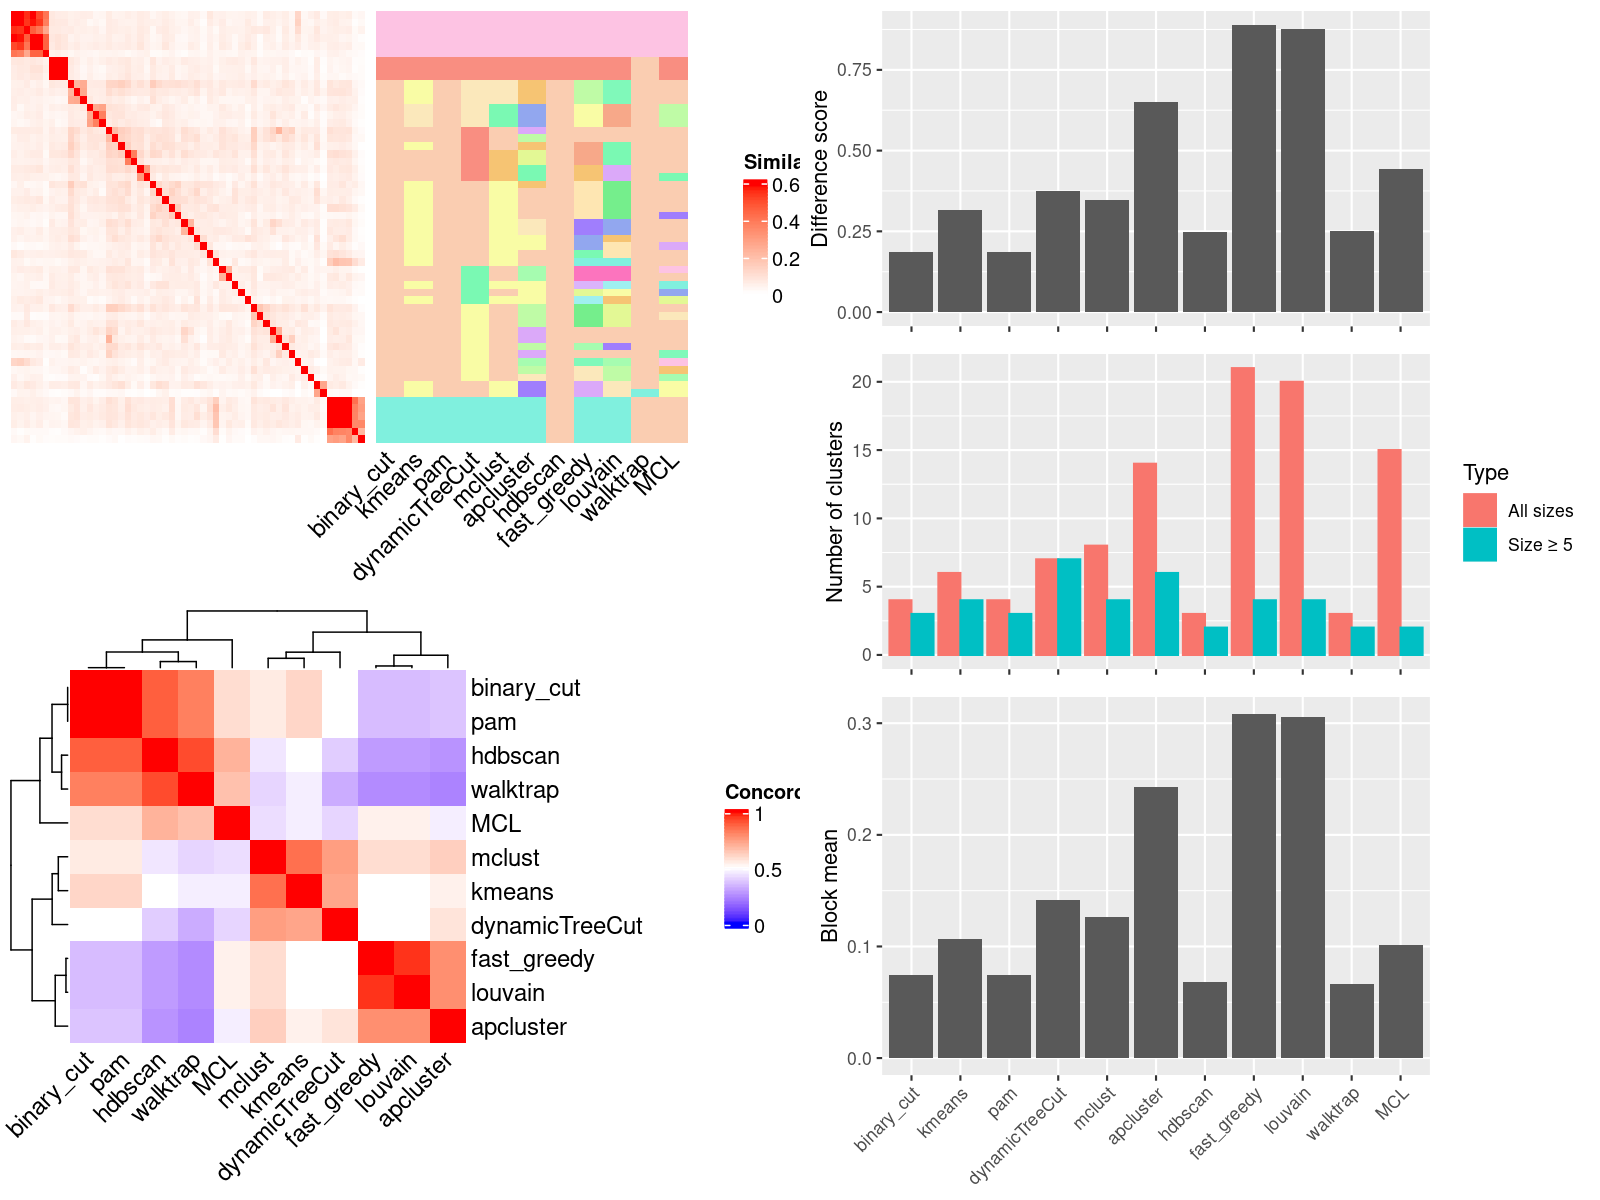 Simila
0.6
0.4
0.2
0
binary_cut
kmeans
pam
dynamicTreeCut
mclust
apcluster
hdbscan
fast_greedy
louvain
walktrap
MCL
binary_cut
pam
hdbscan
walktrap
MCL
mclust
kmeans
dynamicTreeCut
fast_greedy
louvain
apcluster
Concorc
1
0.5
0
binary_cut
pam
hdbscan
walktrap
MCL
mclust
kmeans
dynamicTreeCut
fast_greedy
louvain
apcluster
Difference score
0.75
0.50
0.25
0.00
Number of clusters
20
15
10
5
0
Type
All sizes
Size ≥ 5
Block mean
0.3
0.2
0.1
0.0
binary_cut
kmeans
pam
dynamicTreeCut
mclust
apcluster
hdbscan
fast_greedy
louvain
walktrap
MCL